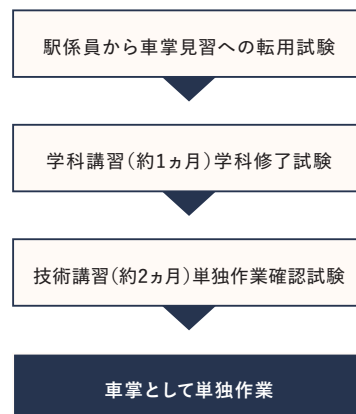 駅係員から車掌見習への転用試験
学科講習(約1ヵ月)学科修了試験
技術講習(約2ヵ月)単独作業確認試験
車掌として単独作業